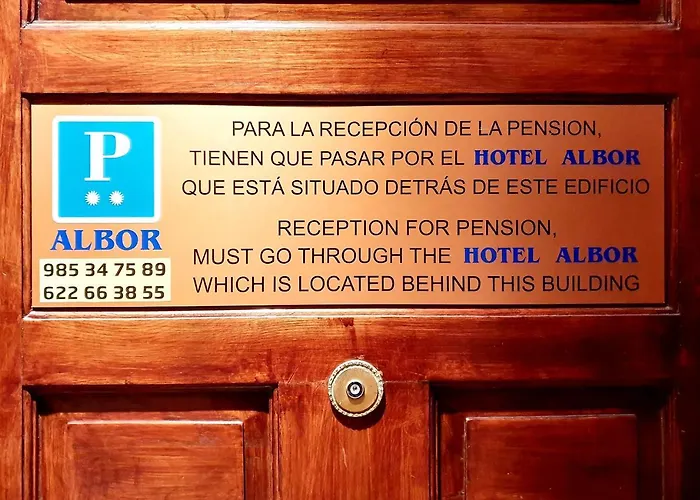 P
ALBOR
985 34 75 89
622 66 38 55
PARA LA RECEPCIÓN DE LA PENSION,
TIENEN QUE PASAR POR EL HOTEL ALBOR
QUE ESTÁ SITUADO DETRÁS DE ESTE EDIFICIO
RECEPTION FOR PENSION,
MUST GO THROUGH THE HOTEL ALBOR
WHICH IS LOCATED BEHIND THIS BUILDING